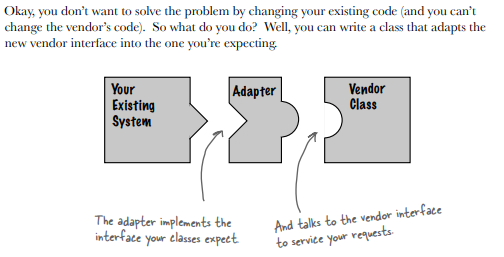 Okay, you don't want to solve the problem by changing your existing code (and you can't
change the vendor's code).  So what do you do?  Well, you can write a class that adapts the
new vendor interface into the one you're expecting.
Your
Existing
System
Adapter
Vendor
Class
The adapter implements the
interface your classes expect.
And talks to the vendor interface
to service your requests.